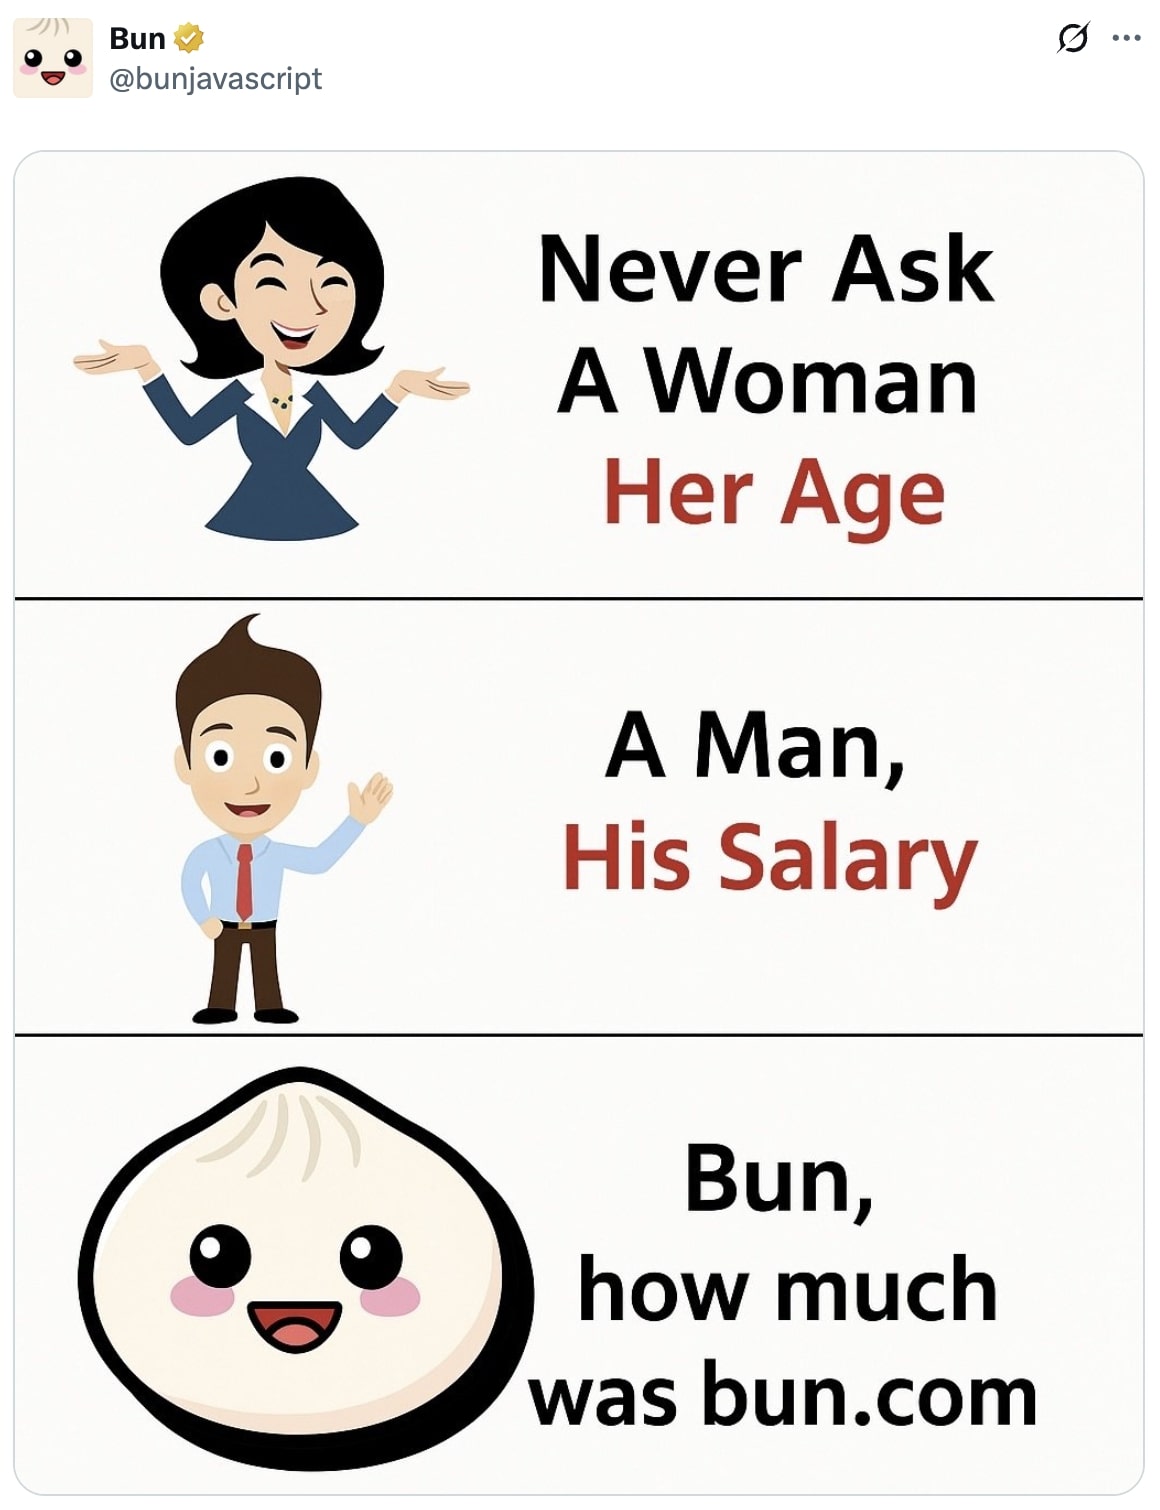 Bun
@bunjavascript
Never Ask
A Woman
Her Age
A Man,
His Salary
Bun,
how much
was bun.com